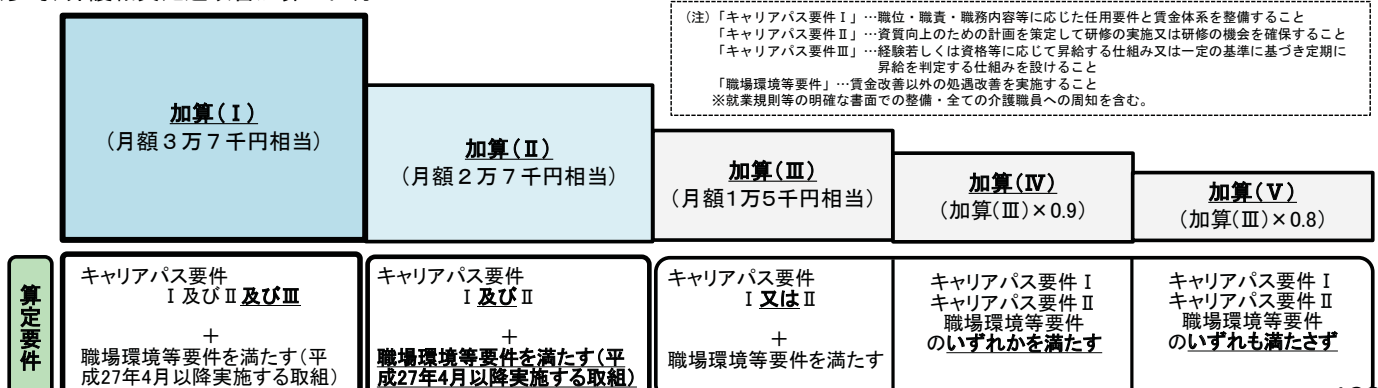 (注)「キャリアパス要件Ⅰ」…職位・職責・職務内容等に応じた任用要件と賃金体系を整備すること
「キャリアパス要件Ⅱ」…資質向上のための計画を策定して研修の実施又は研修の機会を確保すること
「キャリアパス要件Ⅲ」…経験若しくは資格等に応じて昇給する仕組み又は一定の基準に基づき定期に
昇給を判定する仕組みを設けること
「職場環境等要件」…賃金改善以外の処遇改善を実施すること
※就業規則等の明確な書面での整備・全ての介護職員への周知を含む。
加算(Ⅰ)
(月額3万7千円相当)
加算(Ⅱ)
(月額2万7千円相当)
加算(Ⅲ)
(月額1万5千円相当)
加算(Ⅳ)
(加算(Ⅲ)×0.9)
加算(Ⅴ)
(加算(Ⅲ)×0.8)
算定要件
キャリアパス要件
Ⅰ及びⅡ及びⅢ
+
職場環境等要件を満たす(平
成27年4月以降実施する取組)
キャリアパス要件
Ⅰ及びⅡ
+
職場環境等要件を満たす(平
成27年4月以降実施する取組)
キャリアパス要件
Ⅰ又はⅡ
+
職場環境等要件を満たす
キャリアパス要件Ⅰ
キャリアパス要件Ⅱ
職場環境等要件
のいずれかを満たす
キャリアパス要件Ⅰ
キャリアパス要件Ⅱ
職場環境等要件
のいずれも満たさず